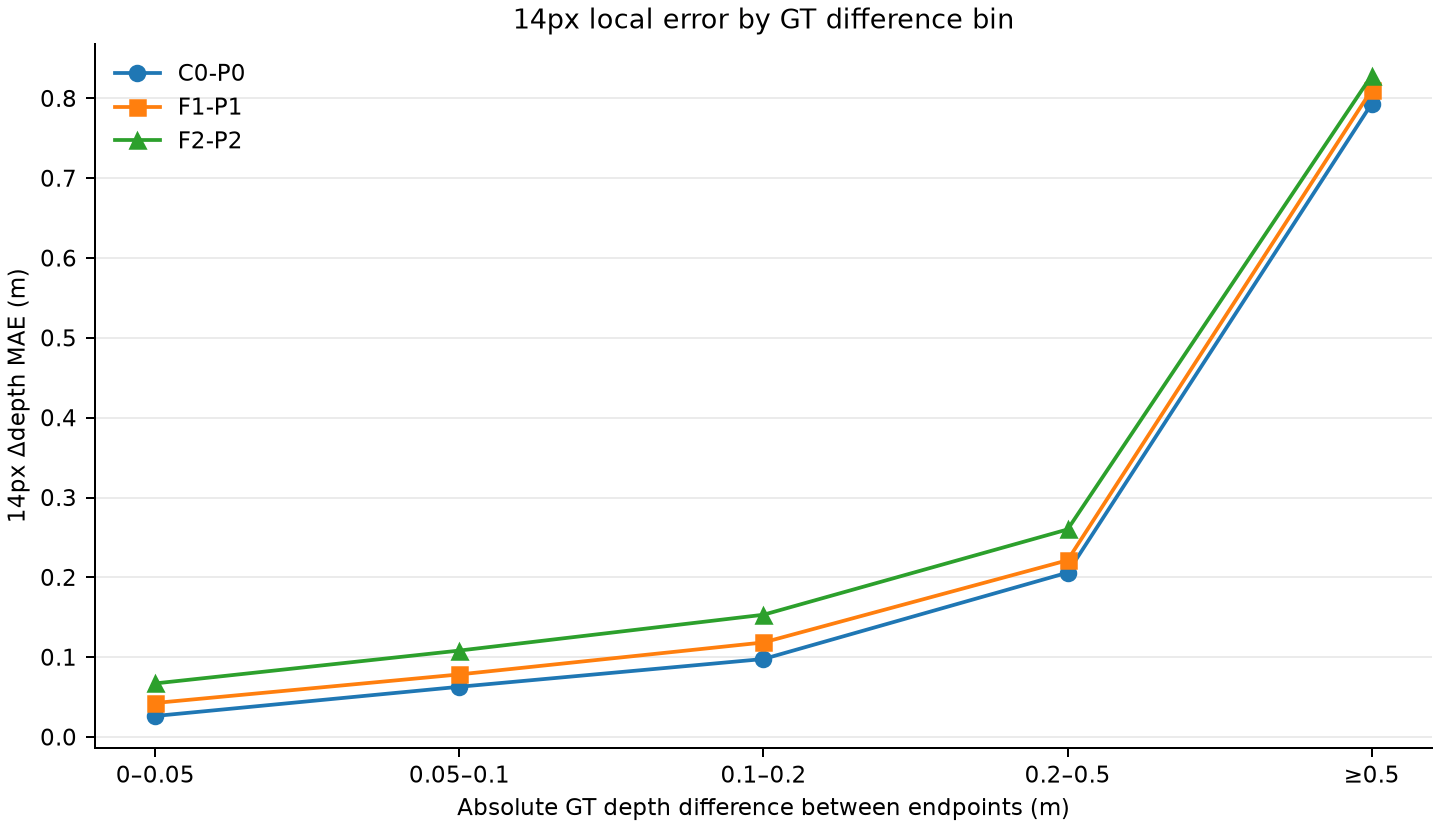 14px local error by GT difference bin
C0-P0
F1-P1
F2-P2
14px Δdepth MAE (m)
0.8
0.7
0.6
0.5
0.4
0.3
0.2
0.1
0.0
0–0.05
0.05–0.1
0.1–0.2
0.2–0.5
≥0.5
Absolute GT depth difference between endpoints (m)